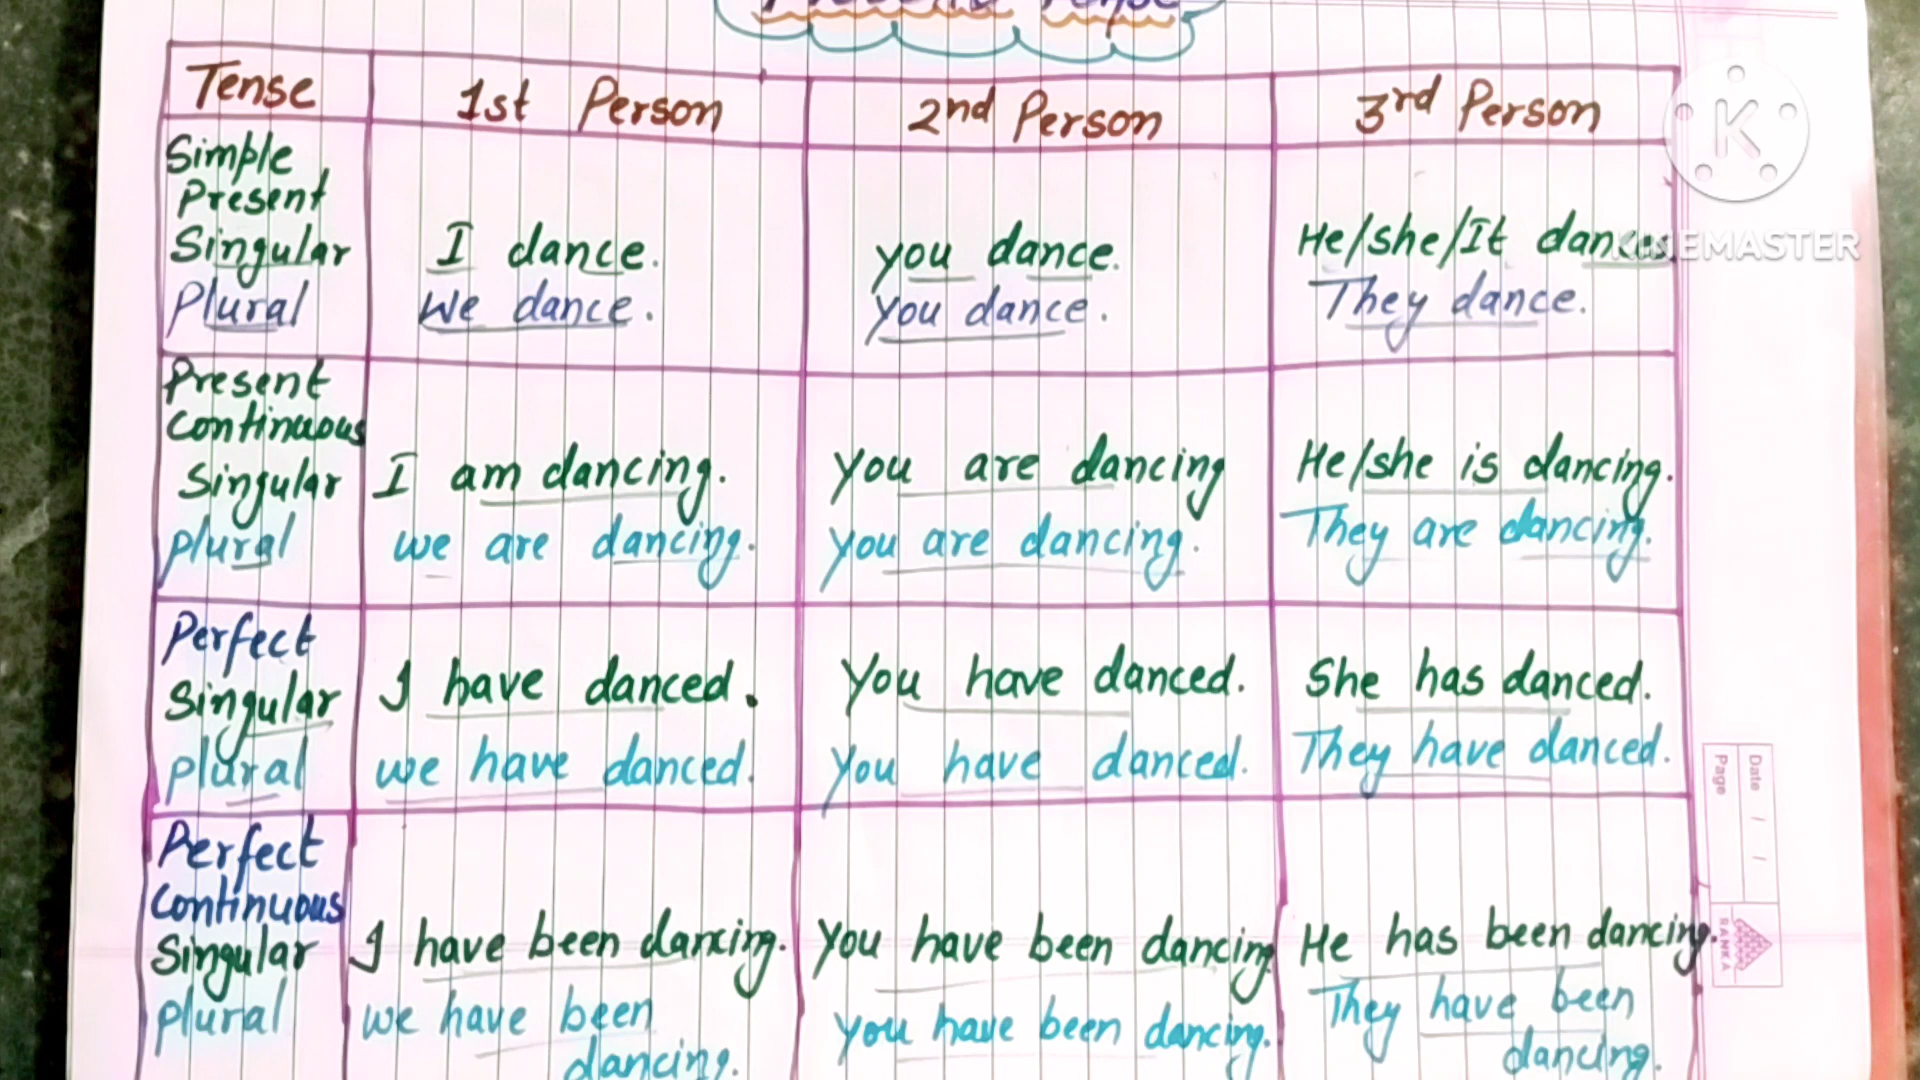 Present Tense
Tense 1st Person 2nd Person 3rd Person
Simple
Present
Singular I dance. you dance. He/she/It dances
Plural We dance. you dance. They dance.
Present
Continuous
Singular I am dancing. you are dancing He/she is dancing.
plural we are dancing. you are dancing. They are dancing.
Perfect
Singular I have danced. You have danced. She has danced.
plural we have danced. you have danced. They have danced.
Perfect
Continuous
Singular I have been dancing. you have been dancing He has been dancing.
plural we have been dancing. you have been dancing. They have been dancing.
KINEMASTER
K
Date / /
Page
SANKA